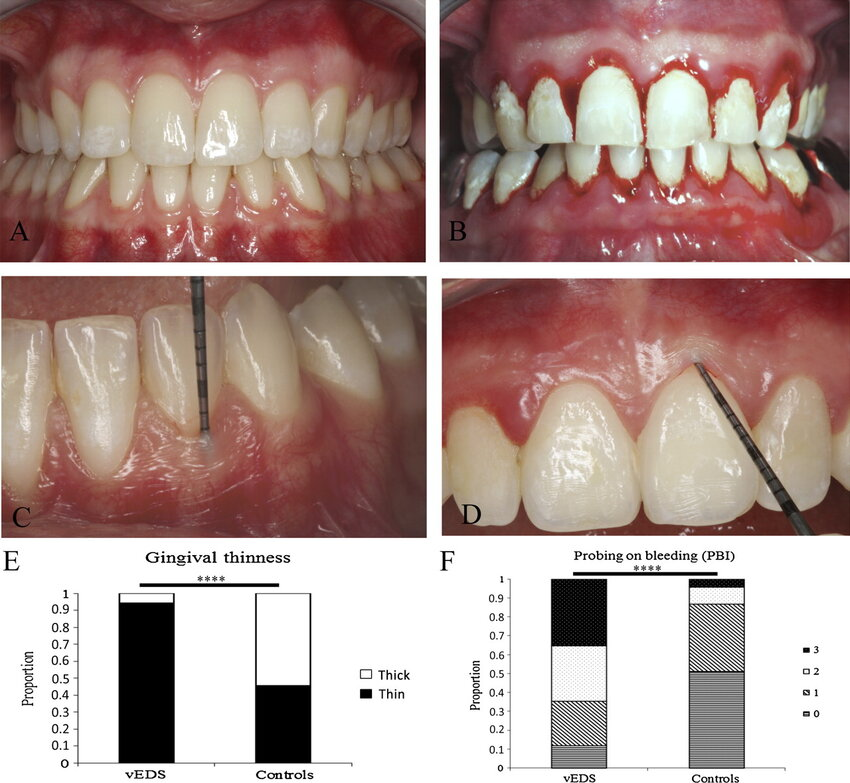 A
B
C
D
E
Gingival thinness
****
1
0.9
0.8
0.7
0.6
0.5
0.4
0.3
0.2
0.1
0
Proportion
vEDS
Controls
Thick
Thin
F
Probing on bleeding (PBI)
****
1
0.9
0.8
0.7
0.6
0.5
0.4
0.3
0.2
0.1
0
Proportion
vEDS
Controls
3
2
1
0